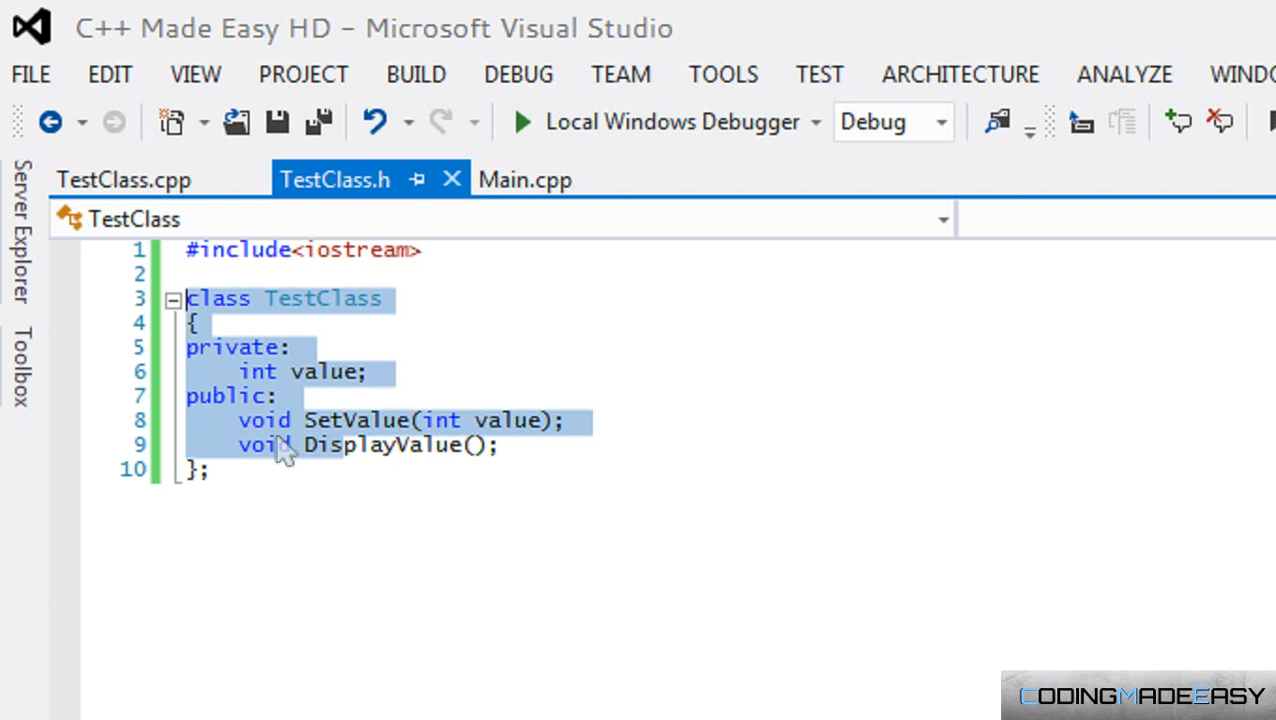 C++ Made Easy HD - Microsoft Visual Studio
FILE EDIT VIEW PROJECT BUILD DEBUG TEAM TOOLS TEST ARCHITECTURE ANALYZE WINDO
Local Windows Debugger Debug
Server Explorer
Toolbox
TestClass.cpp TestClass.h Main.cpp
TestClass
1 #include<iostream>
2
3 class TestClass
4 {
5 private:
6 int value;
7 public:
8 void SetValue(int value);
9 void DisplayValue();
10 };
CODINGMADEEASY